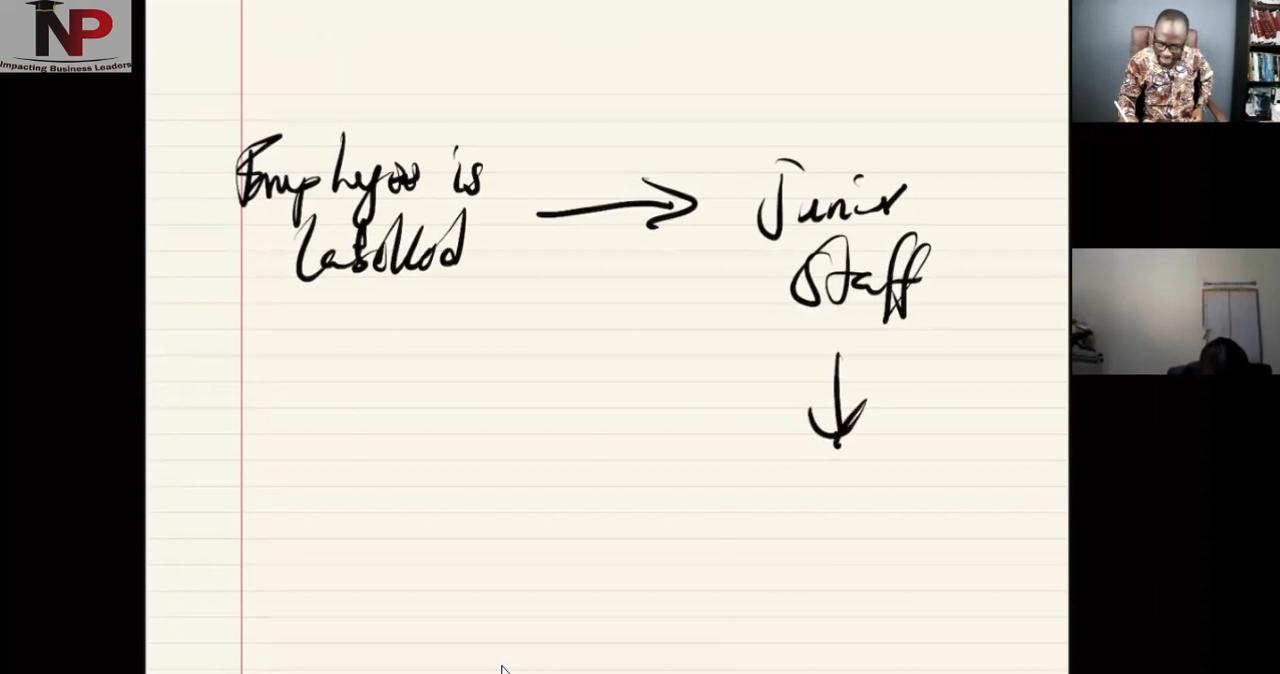 NP
Impacting Business Leaders
Employee is
labelled
Junior
Staff